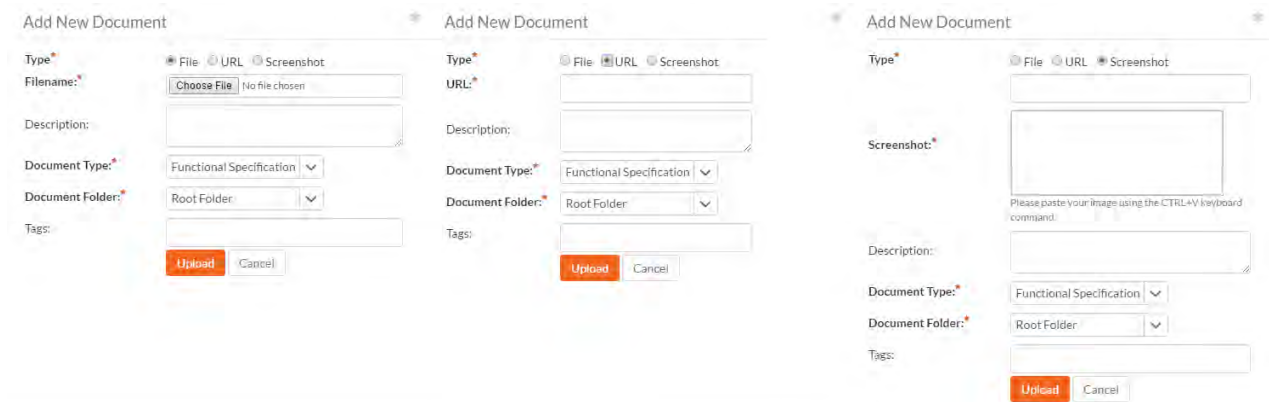 Add New Document
Type*
File URL Screenshot
Filename:*
Choose File No file chosen
Description:
Document Type:*
Functional Specification
Document Folder:*
Root Folder
Tags:
Upload Cancel
Add New Document
Type*
File URL Screenshot
URL:*
Description:
Document Type:*
Functional Specification
Document Folder:*
Root Folder
Tags:
Upload Cancel
Add New Document
Type*
File URL Screenshot
Screenshot:*
Please paste your image using the CTRL+V keyboard
command.
Description:
Document Type:*
Functional Specification
Document Folder:*
Root Folder
Tags:
Upload Cancel